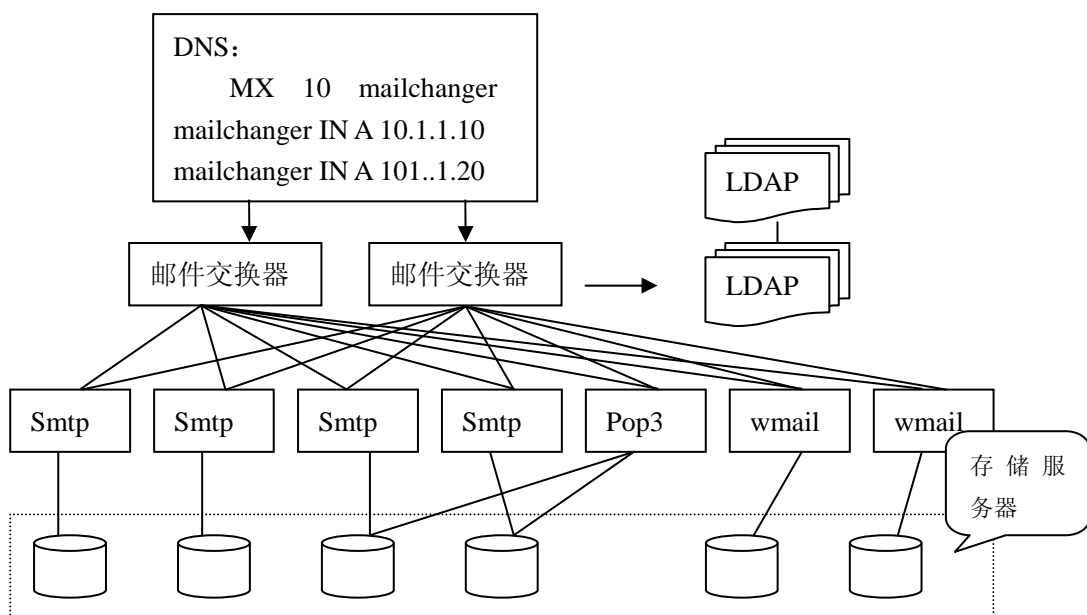 DNS：
MX 10 mailchanger
mailchanger IN A 10.1.1.10
mailchanger IN A 101..1.20
LDAP
邮件交换器 邮件交换器
LDAP
Smtp Smtp Smtp Smtp Pop3 wmail wmail
存储服
务器